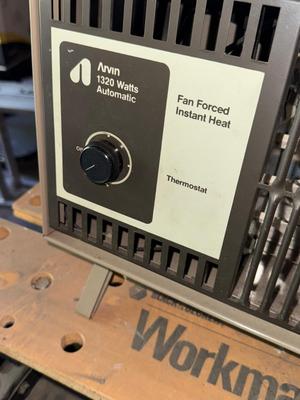 Arvin
1320 Watts
Automatic
Fan Forced
Instant Heat
Thermostat
Workma